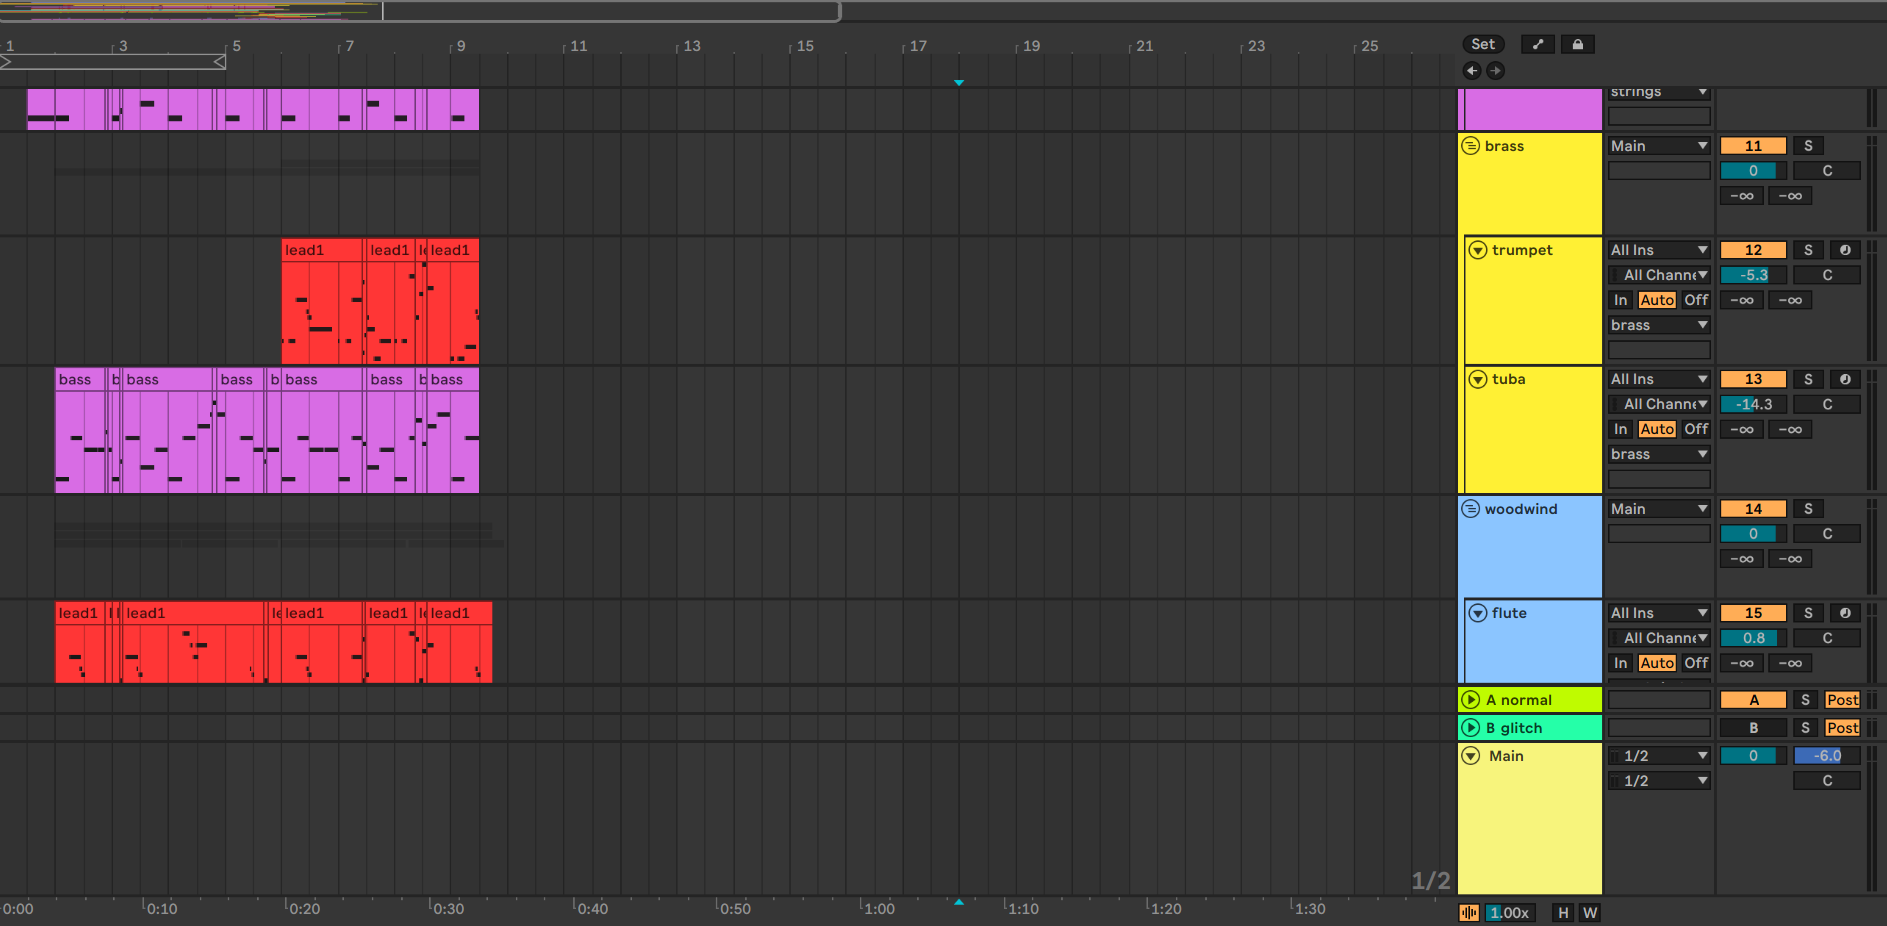 1 3 5 7 9 11 13 15 17 19 21 23 25 Set
strings
brass Main 11 S
0 C
-∞ -∞
lead1 lead1 le lead1 trumpet All Ins 12 S
All Channe -5.3 C
In Auto Off -∞ -∞
brass
bass b bass bass b bass bass b bass tuba All Ins 13 S
All Channe -14.3 C
In Auto Off -∞ -∞
brass
woodwind Main 14 S
0 C
-∞ -∞
lead1 l l lead1 le lead1 lead1 le lead1 flute All Ins 15 S
All Channe 0.8 C
In Auto Off -∞ -∞
A normal A S Post
B glitch B S Post
Main 1/2 0 -6.0
1/2 C
1/2
0:00 0:10 0:20 0:30 0:40 0:50 1:00 1:10 1:20 1:30 1.00x H W